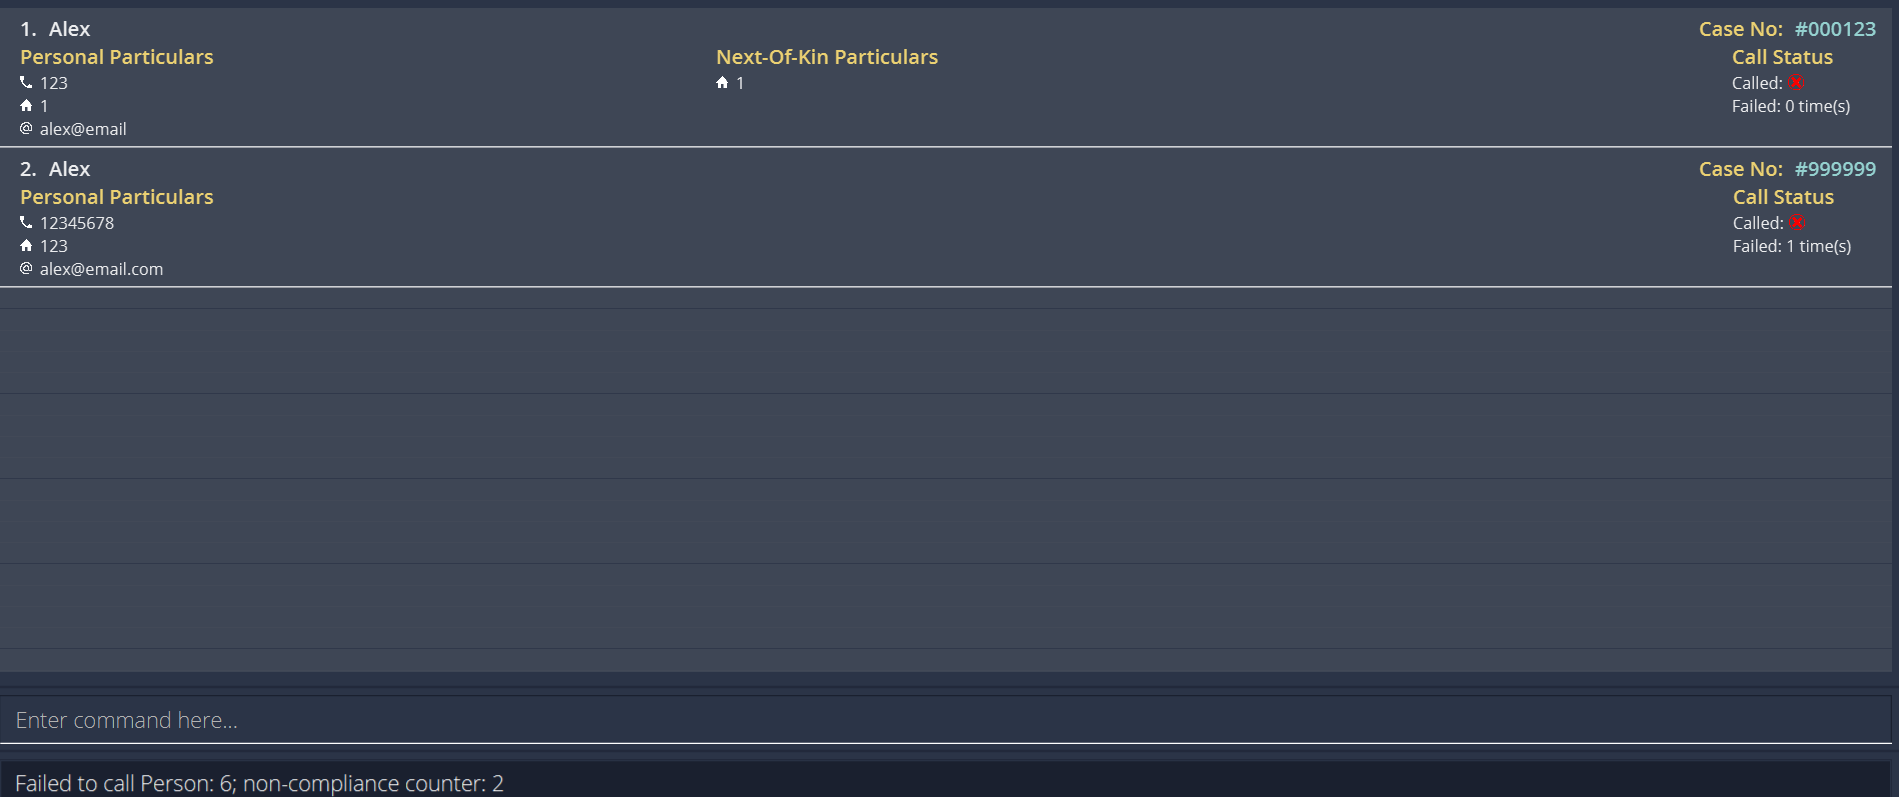 1. Alex Case No: #000123
Personal Particulars Next-Of-Kin Particulars Call Status
123 1 Called:
1 Failed: 0 time(s)
@ alex@email
2. Alex Case No: #999999
Personal Particulars Call Status
12345678 Called:
123 Failed: 1 time(s)
@ alex@email.com
Enter command here...
Failed to call Person: 6; non-compliance counter: 2